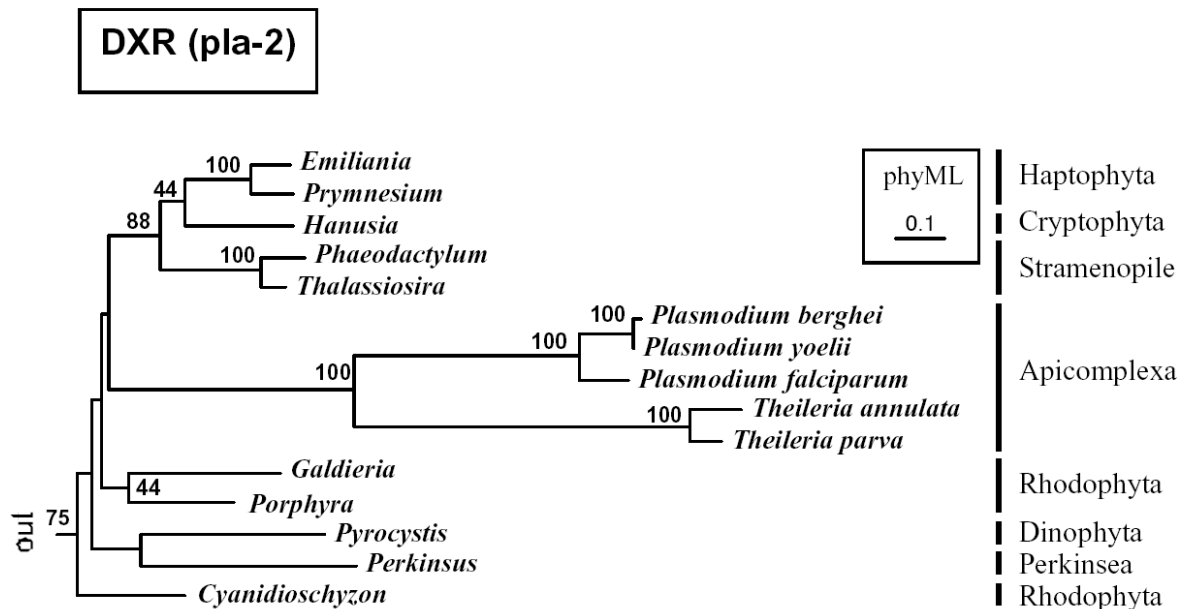 DXR (pla-2)
100
Emiliania
Prymnesium
44
Hanusia
88
100
Phaeodactylum
Thalassiosira
100
Plasmodium berghei
Plasmodium yoelii
100
Plasmodium falciparum
100
Theileria annulata
100
Theileria parva
Galdieria
44
Porphyra
75
Pyrocystis
Perkinsus
Cyanidioschyzon
phyML
0.1
Haptophyta
Cryptophyta
Stramenopile
Apicomplexa
Rhodophyta
Dinophyta
Perkinsea
Rhodophyta